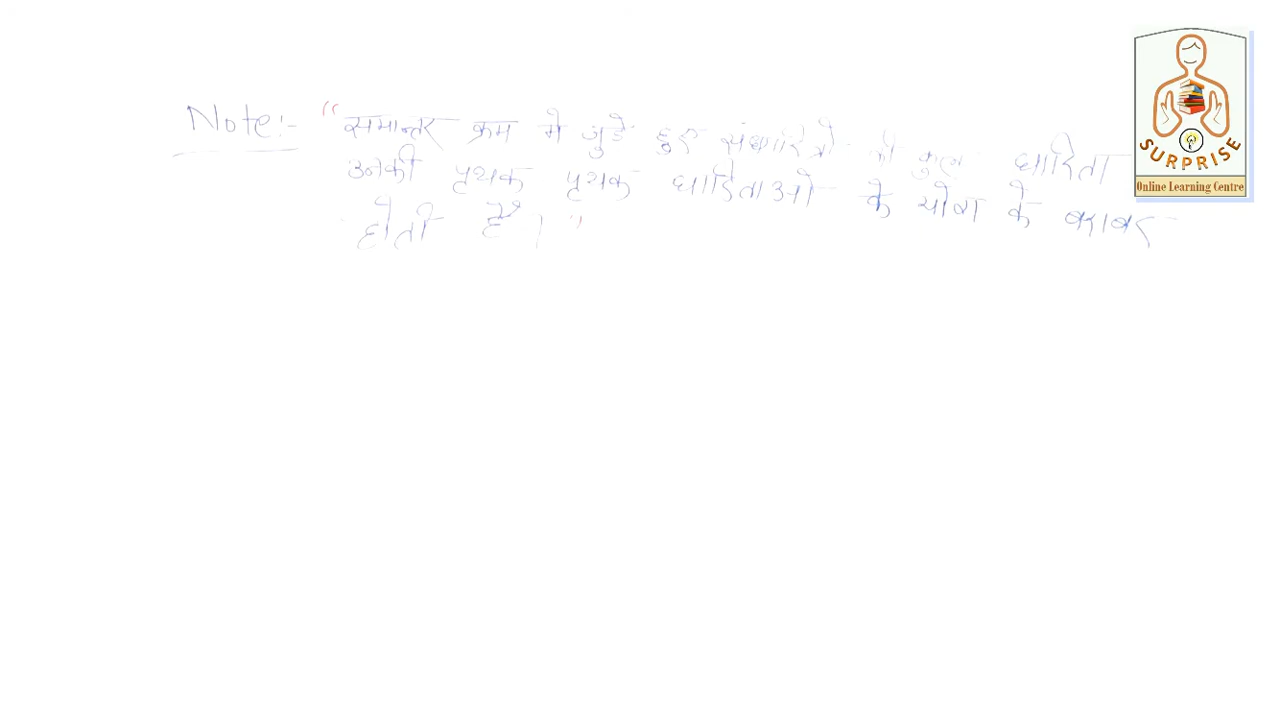 Note:- "समान्तर क्रम मे जुडे हुए संधारित्रो की कुल धारिता
उनकी पृथक पृथक धारिताओ के योग के बराबर
होती है।"
SURPRISE
Online Learning Centre